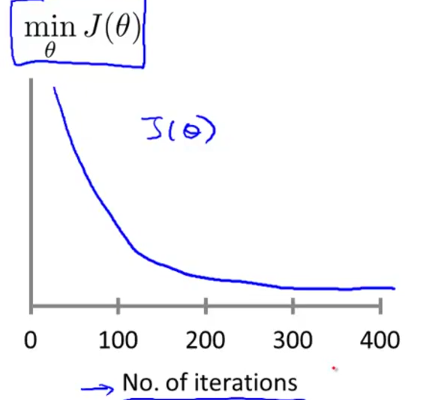 min J(θ)
θ
J(θ)
0 100 200 300 400
→ No. of iterations